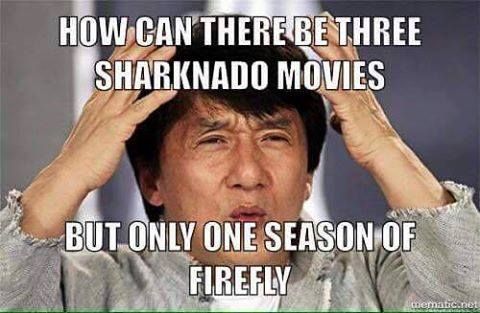 HOW CAN THERE BE THREE
SHARKNADO MOVIES
BUT ONLY ONE SEASON OF
FIREFLY
mematic.net